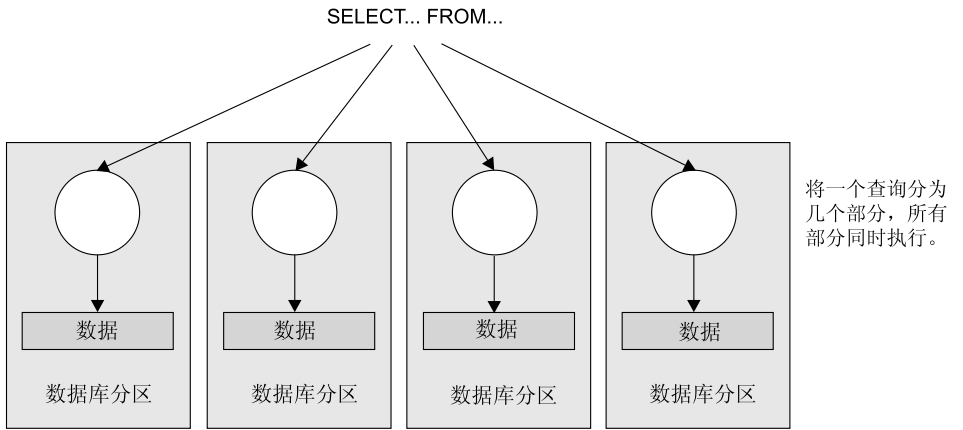 SELECT... FROM...
将一个查询分为
几个部分，所有
部分同时执行。
数据
数据
数据
数据
数据库分区
数据库分区
数据库分区
数据库分区